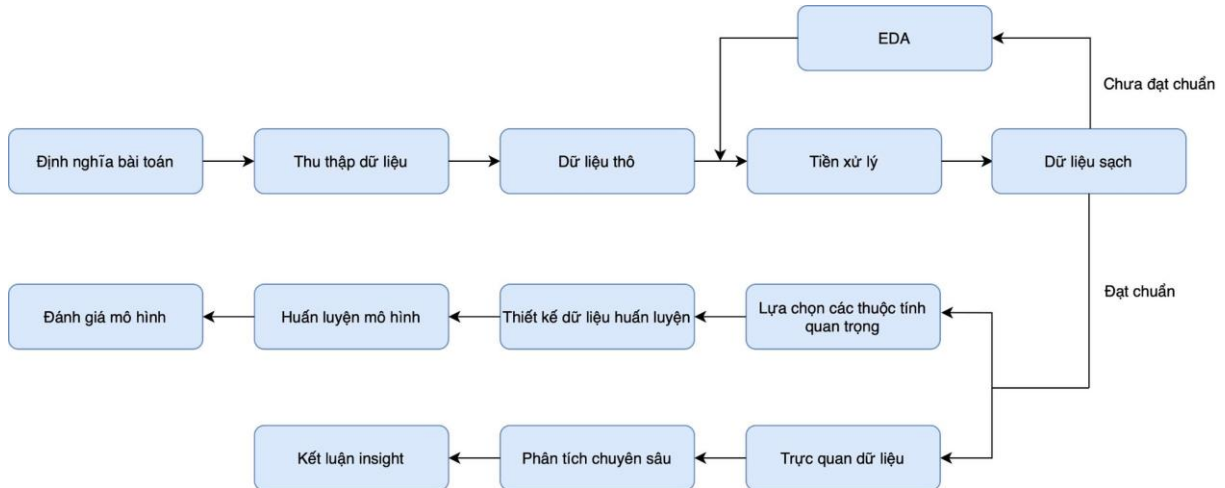 EDA
Chưa đạt chuẩn
Định nghĩa bài toán
Thu thập dữ liệu
Dữ liệu thô
Tiền xử lý
Dữ liệu sạch
Đạt chuẩn
Đánh giá mô hình
Huấn luyện mô hình
Thiết kế dữ liệu huấn luyện
Lựa chọn các thuộc tính
quan trọng
Kết luận insight
Phân tích chuyên sâu
Trực quan dữ liệu